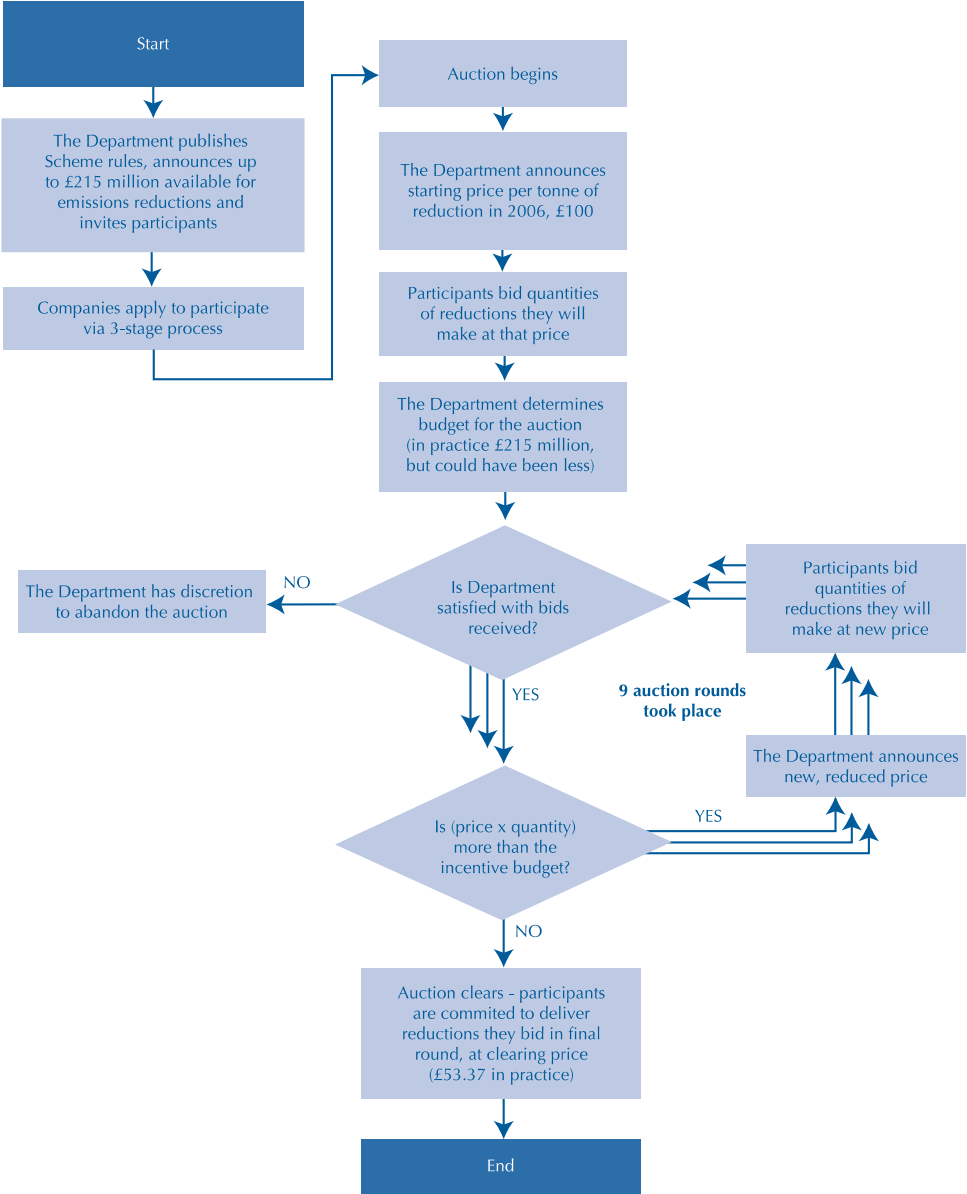 Start
The Department publishes
Scheme rules, announces up
to £215 million available for
emissions reductions and
invites participants
Companies apply to participate
via 3-stage process
Auction begins
The Department announces
starting price per tonne of
reduction in 2006, £100
Participants bid quantities
of reductions they will
make at that price
The Department determines
budget for the auction
(in practice £215 million,
but could have been less)
Is Department
satisfied with bids
received?
NO
The Department has discretion
to abandon the auction
YES
Is (price x quantity)
more than the
incentive budget?
YES
The Department announces
new, reduced price
Participants bid
quantities of
reductions they will
make at new price
9 auction rounds
took place
NO
Auction clears - participants
are commited to deliver
reductions they bid in final
round, at clearing price
(£53.37 in practice)
End